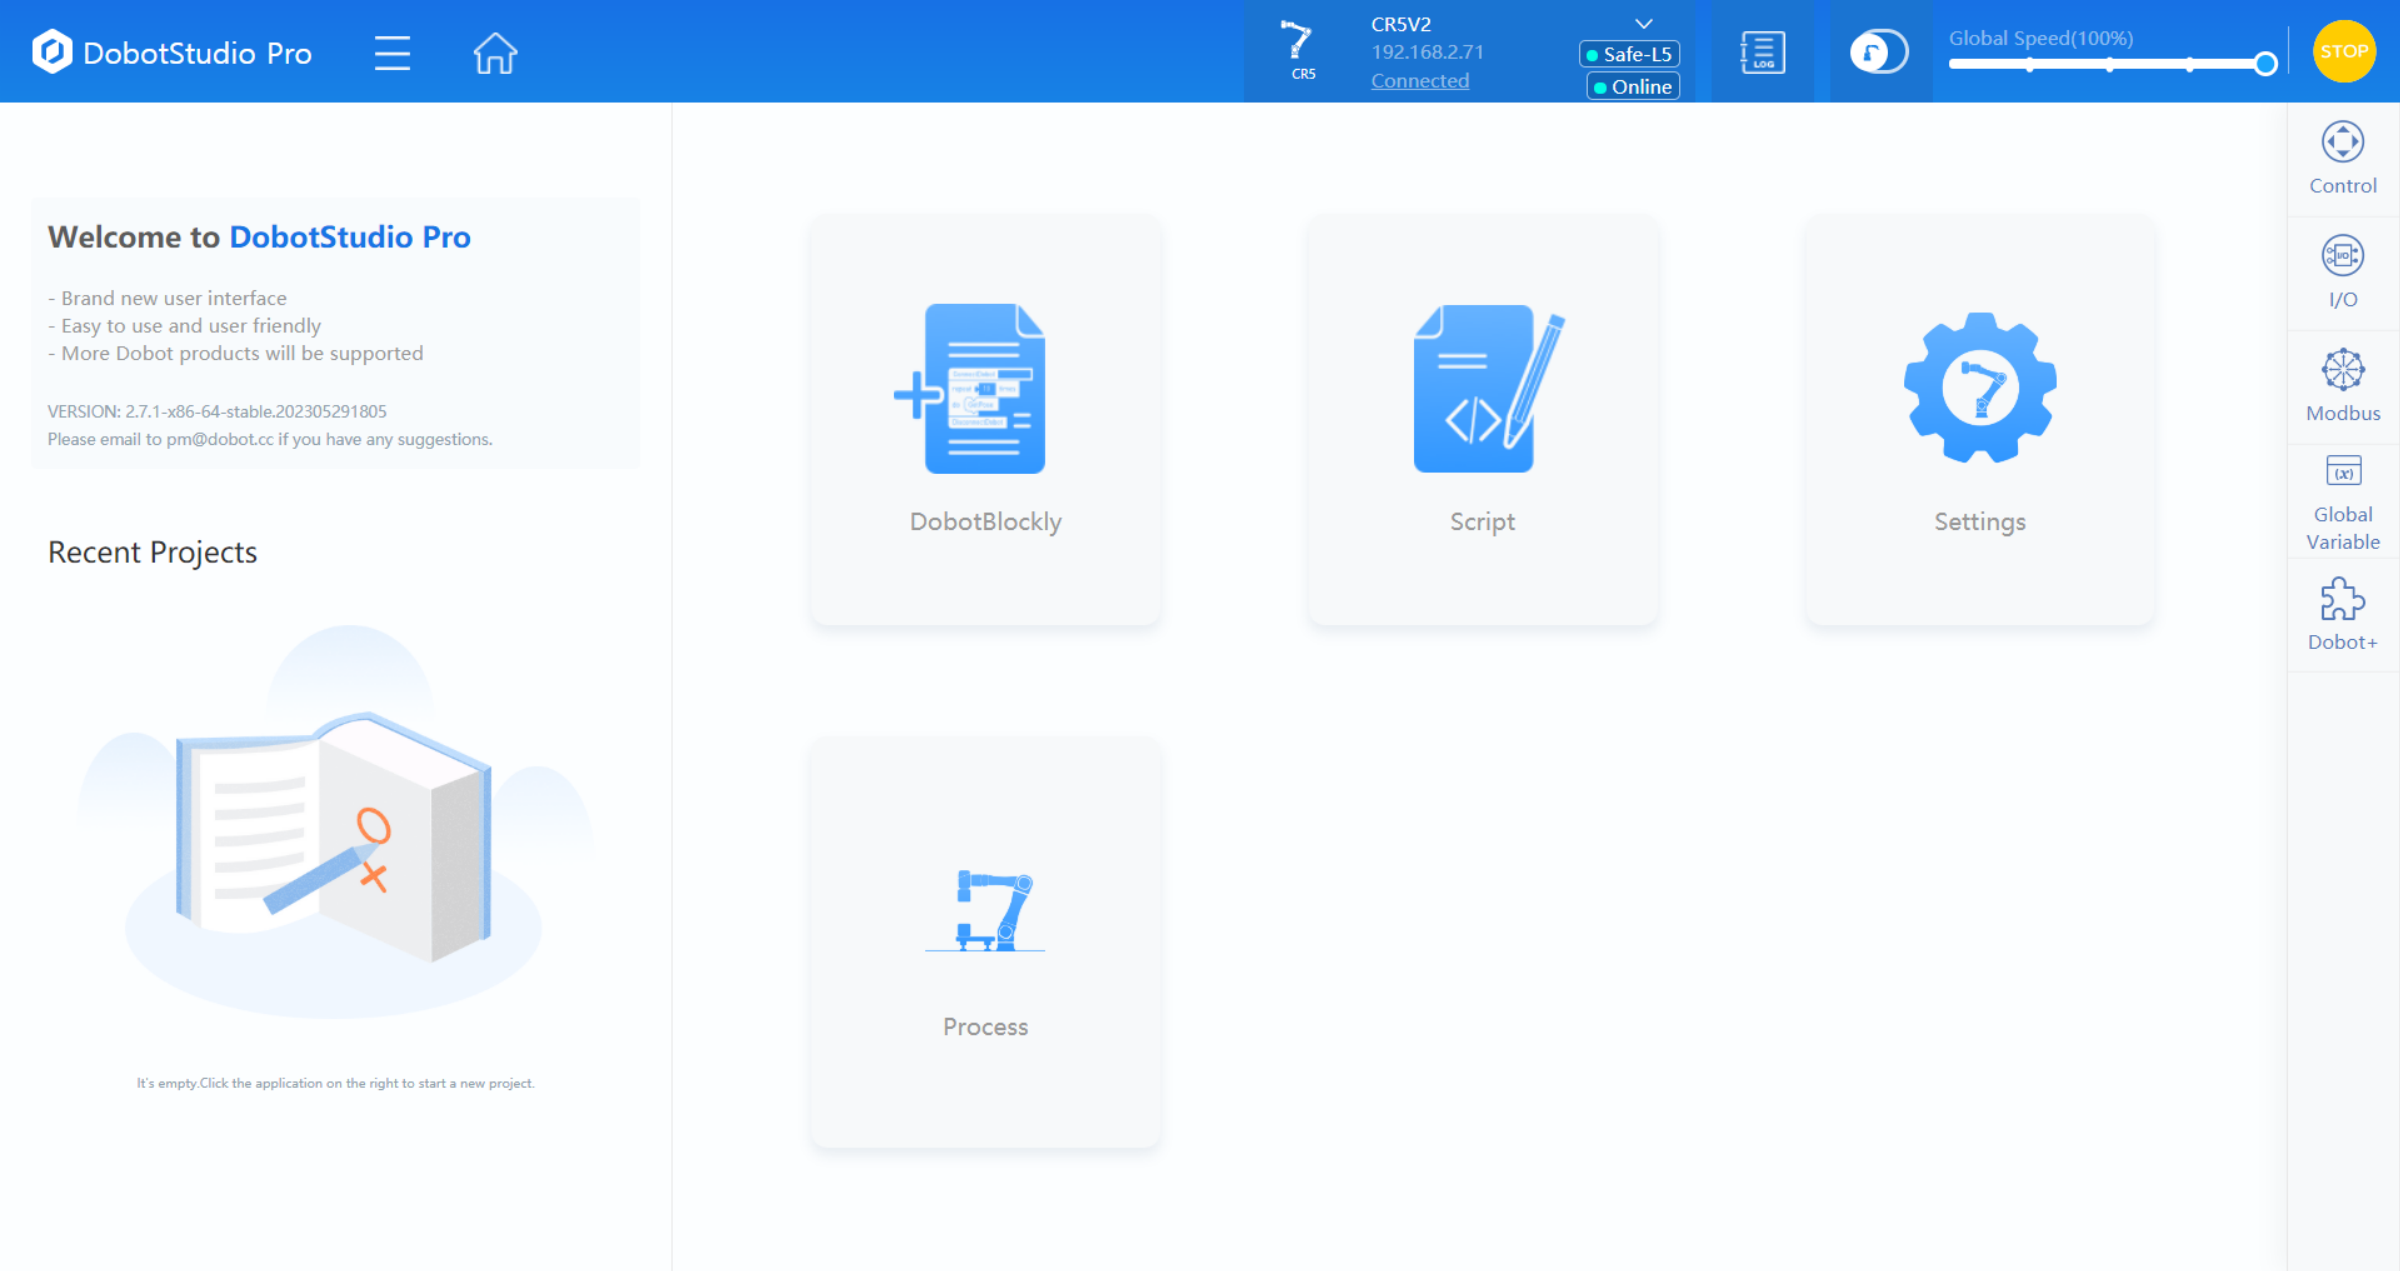 DobotStudio Pro
CR5
CR5V2
192.168.2.71
Connected
Safe-L5
Online
LOG
Global Speed(100%)
STOP
Welcome to DobotStudio Pro
- Brand new user interface
- Easy to use and user friendly
- More Dobot products will be supported
VERSION: 2.7.1-x86-64-stable.202305291805
Please email to pm@dobot.cc if you have any suggestions.
Recent Projects
It's empty.Click the application on the right to start a new project.
DobotBlockly
Script
Settings
Process
Control
I/O
I/O
Modbus
(x)
Global
Variable
Dobot+